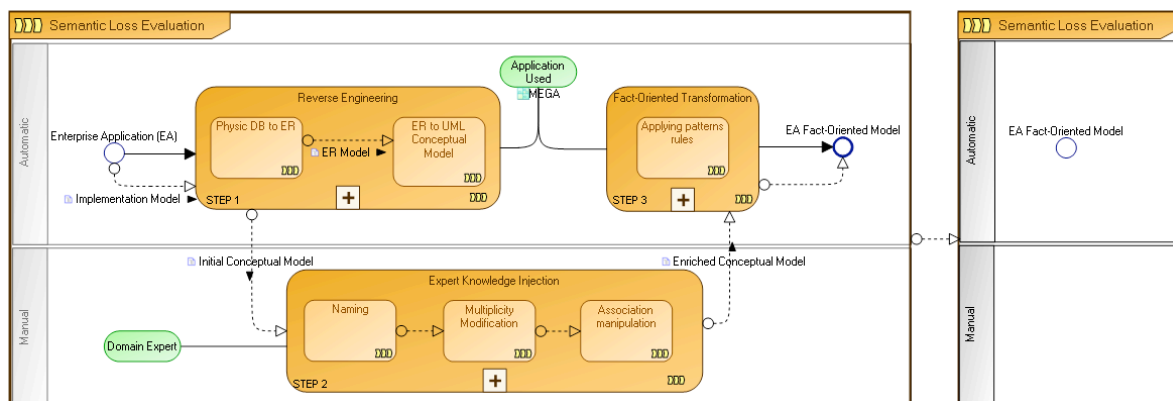 Semantic Loss Evaluation
Semantic Loss Evaluation
Automatic
Application
Used
MEGA
Reverse Engineering
Fact-Oriented Transformation
Enterprise Application (EA)
Physic DB to ER
ER to UML
Conceptual
Model
ER Model
Applying patterns
rules
EA Fact-Oriented Model
Implementation Model
STEP 1
STEP 3
Automatic
EA Fact-Oriented Model
Manual
Initial Conceptual Model
Enriched Conceptual Model
Expert Knowledge Injection
Naming
Multiplicity
Modification
Association
manipulation
Domain Expert
STEP 2
Manual